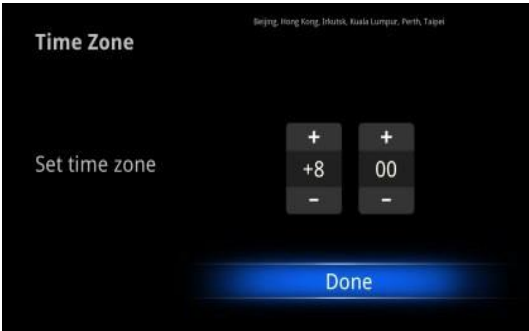 Beijing, Hong Kong, Irkutsk, Kuala Lumpur, Perth, Taipei
Time Zone
+ +
Set time zone +8 00
- -
Done